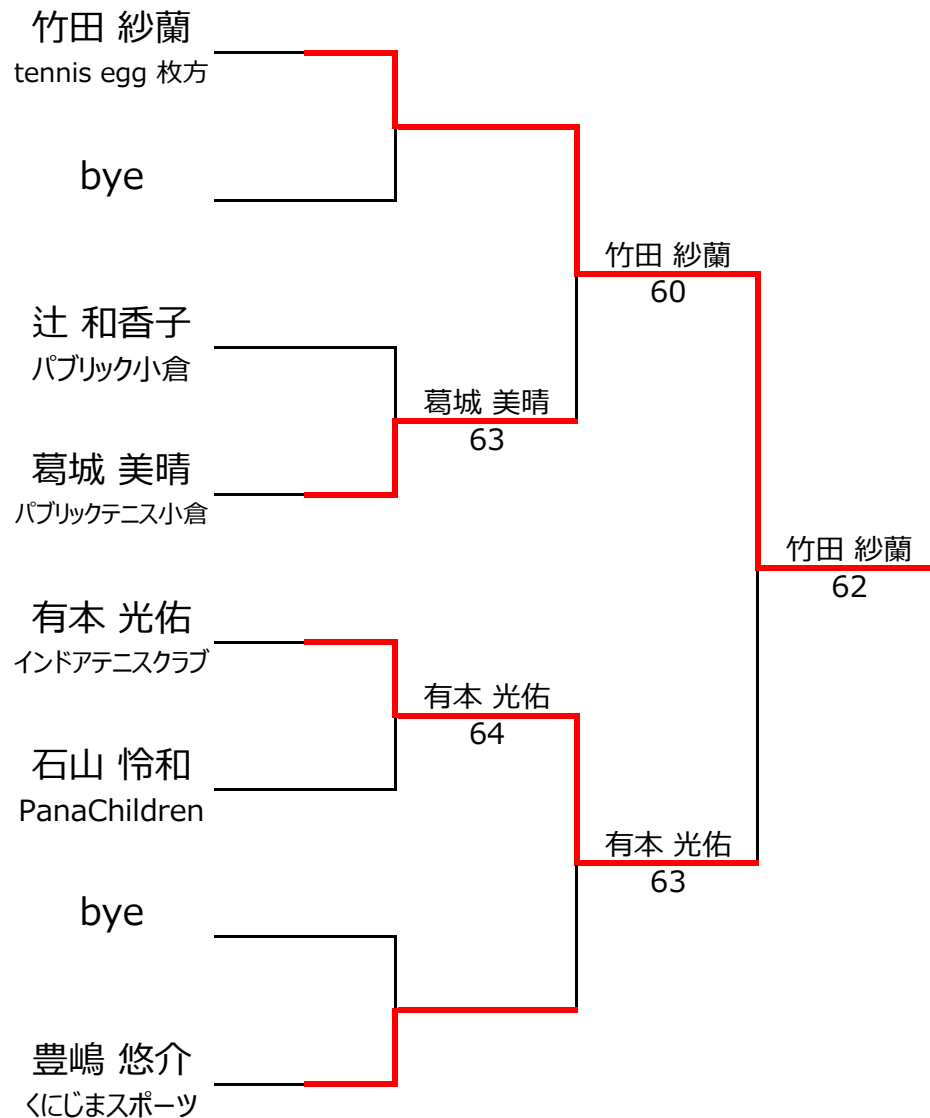 竹田 紗蘭
tennis egg 枚方
bye
辻 和香子
パブリック小倉
葛城 美晴
パブリックテニス小倉
有本 光佑
インドアテニスクラブ
石山 怜和
PanaChildren
bye
豊嶋 悠介
くにじまスポーツ
葛城 美晴
63
有本 光佑
64
竹田 紗蘭
60
有本 光佑
63
竹田 紗蘭
62